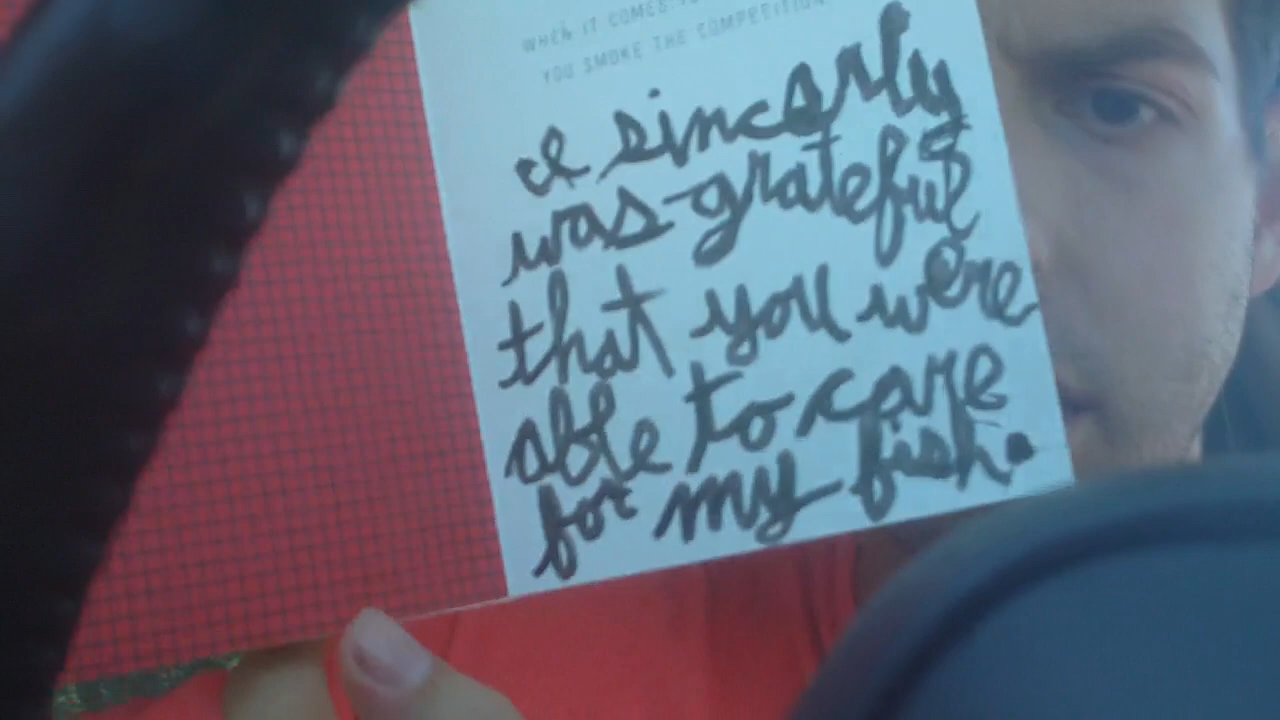 WHEN IT COMES TO
YOU SMOKE THE COMPETITION
I sincerly
was grateful
that you were
able to care
for my fish.